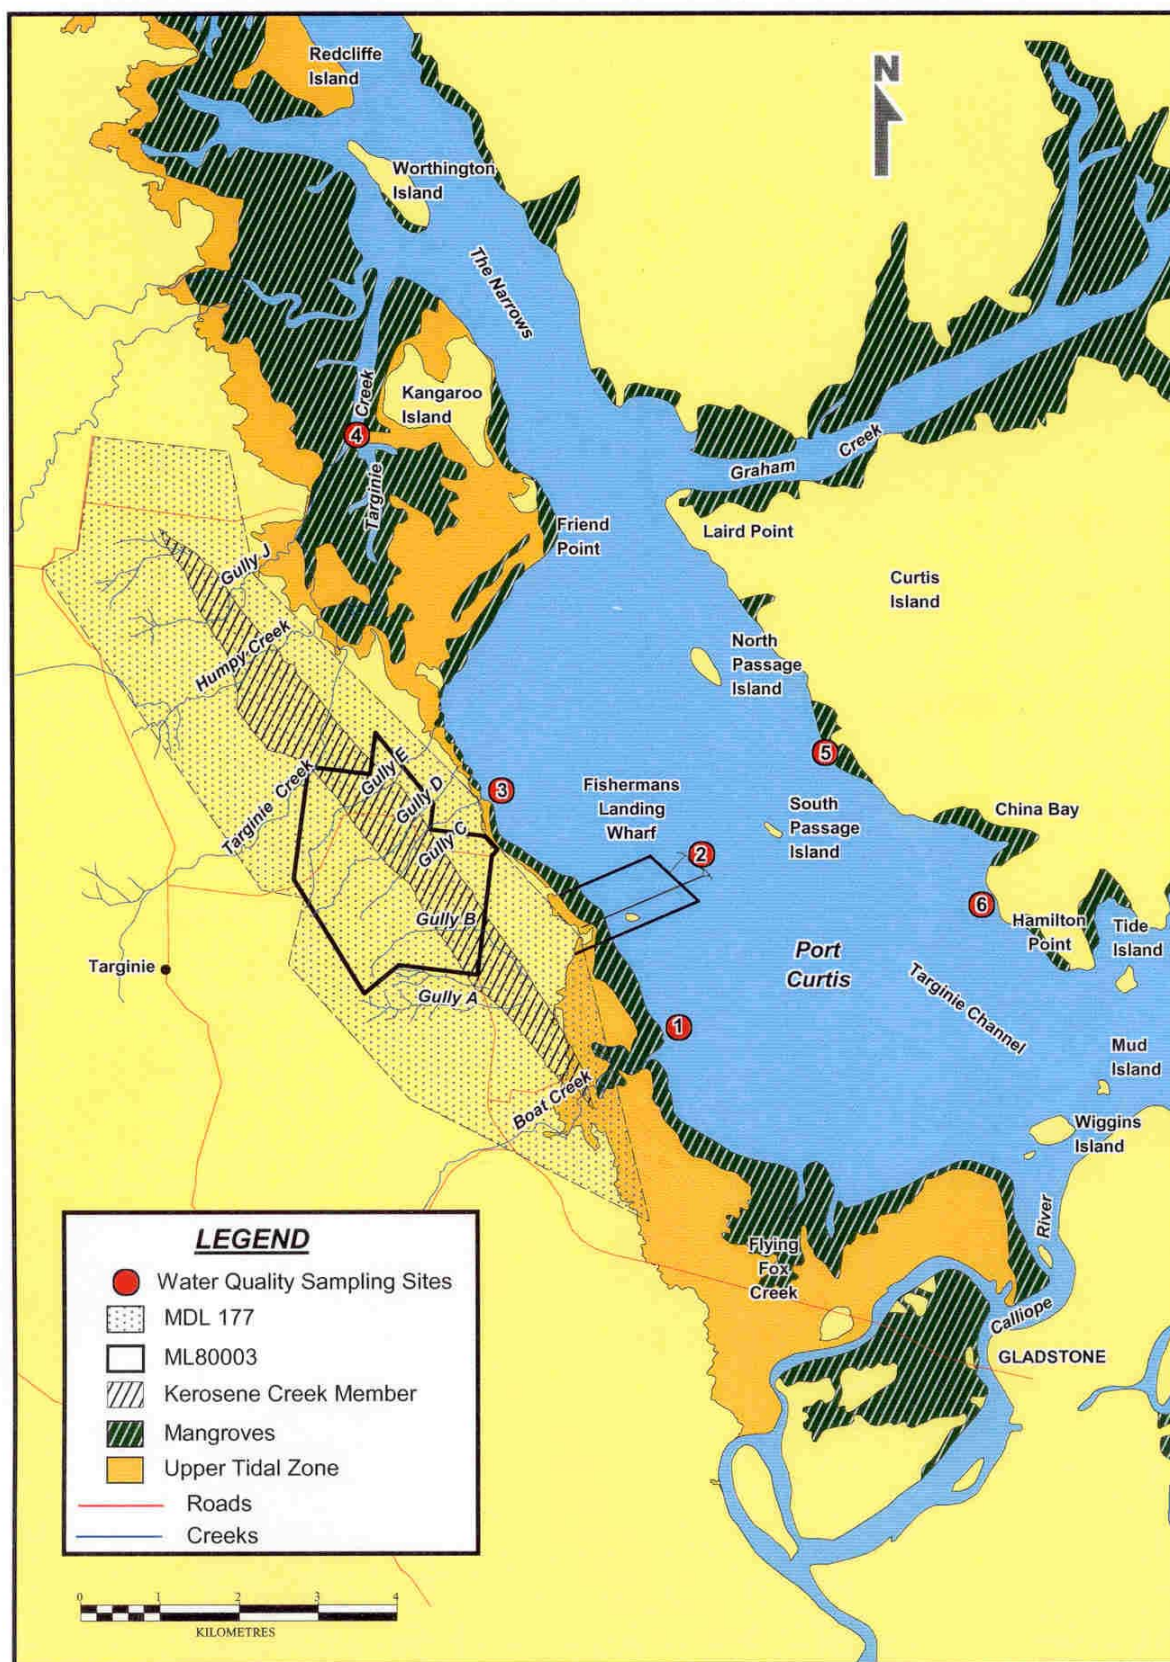 Redcliffe
Island
N
Worthington
Island
The Narrows
Kangaroo
Island
Creek
4
Targinie
Graham
Creek
Friend
Point
Laird Point
Curtis
Island
Gully J
Humpy Creek
North
Passage
Island
5
Targinie Creek
Gully E
Gully D
Gully C
3
Fishermans
Landing
Wharf
South
Passage
Island
China Bay
2
6
Gully B
Hamilton
Point
Tide
Island
Targinie
Gully A
Port
Curtis
Targinie Channel
1
Mud
Island
Boat Creek
Wiggins
Island
River
Flying
Fox
Creek
Calliope
GLADSTONE
LEGEND
Water Quality Sampling Sites
MDL 177
ML80003
Kerosene Creek Member
Mangroves
Upper Tidal Zone
Roads
Creeks
0 1 2 3 4
KILOMETRES